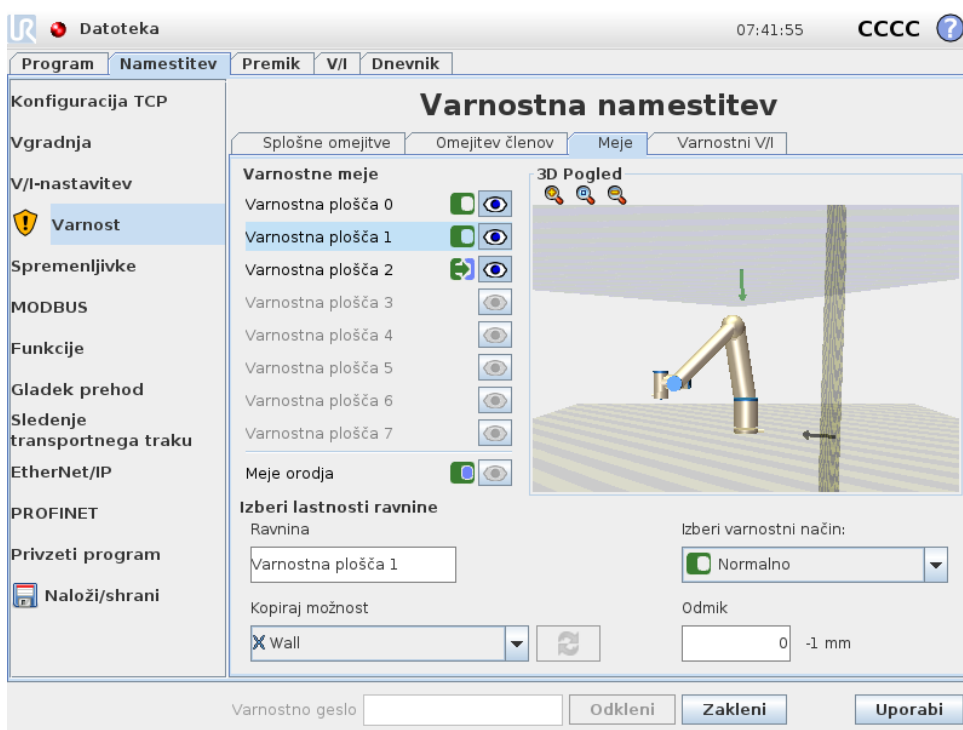 UR Datoteka 07:41:55 CCCC ?
Program Namestitev Premik V/I Dnevnik
Konfiguracija TCP
Vgradnja
V/I-nastavitev
Varnost
Spremenljivke
MODBUS
Funkcije
Gladek prehod
Sledenje
transportnega traku
EtherNet/IP
PROFINET
Privzeti program
Naloži/shrani
Varnostna namestitev
Splošne omejitve Omejitev členov Meje Varnostni V/I
Varnostne meje
Varnostna plošča 0
Varnostna plošča 1
Varnostna plošča 2
Varnostna plošča 3
Varnostna plošča 4
Varnostna plošča 5
Varnostna plošča 6
Varnostna plošča 7
Meje orodja
3D Pogled
Izberi lastnosti ravnine
Ravnina
Varnostna plošča 1
Kopiraj možnost
Wall
Izberi varnostni način:
Normalno
Odmik
0 -1 mm
Varnostno geslo Odkleni Zakleni Uporabi